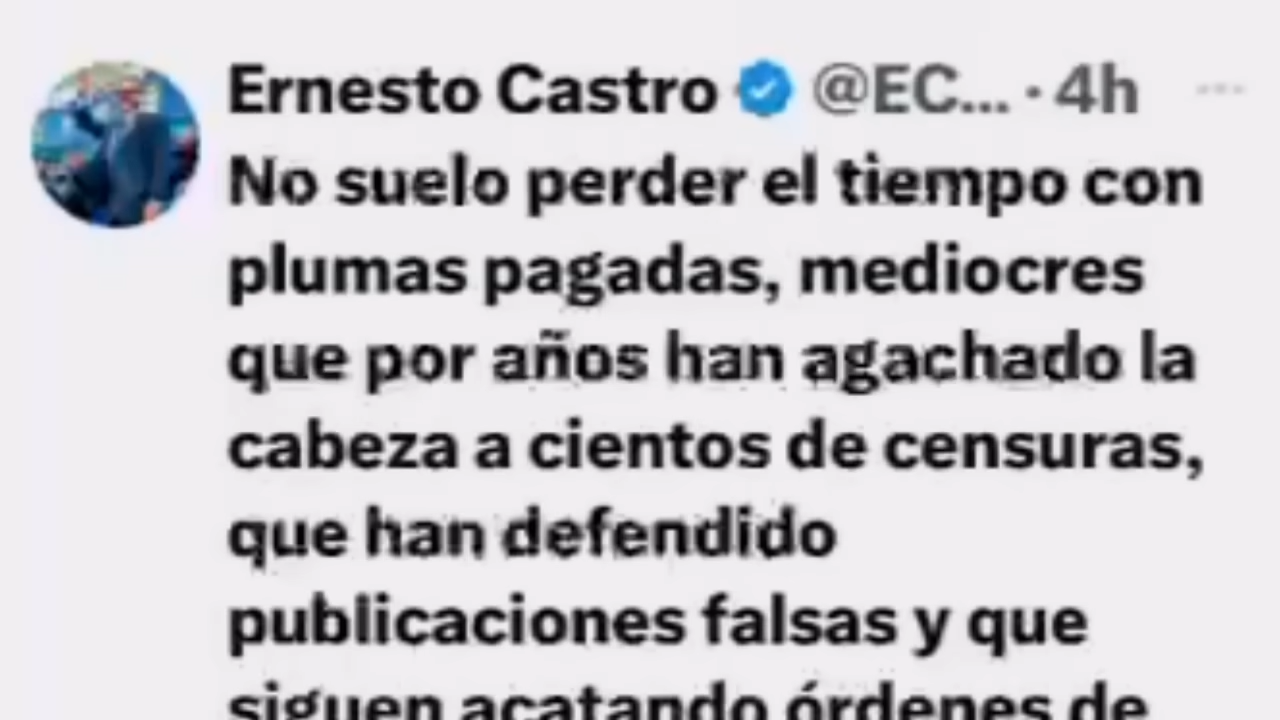 Ernesto Castro @EC... · 4h
No suelo perder el tiempo con
plumas pagadas, mediocres
que por años han agachado la
cabeza a cientos de censuras,
que han defendido
publicaciones falsas y que
siguen acatando órdenes de